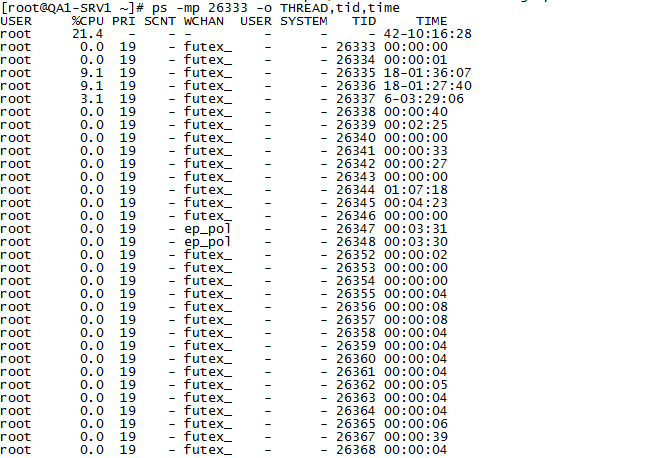 [root@QA1-SRV1 ~]# ps -mp 26333 -o THREAD,tid,time
USER %CPU PRI SCNT WCHAN USER SYSTEM TID TIME
root 21.4 - - - - - - 42-10:16:28
root 0.0 19 - futex_ - - 26333 00:00:00
root 0.0 19 - futex_ - - 26334 00:00:01
root 9.1 19 - futex_ - - 26335 18-01:36:07
root 9.1 19 - futex_ - - 26336 18-01:27:40
root 3.1 19 - futex_ - - 26337 6-03:29:06
root 0.0 19 - futex_ - - 26338 00:00:40
root 0.0 19 - futex_ - - 26339 00:02:25
root 0.0 19 - futex_ - - 26340 00:00:00
root 0.0 19 - futex_ - - 26341 00:00:33
root 0.0 19 - futex_ - - 26342 00:00:27
root 0.0 19 - futex_ - - 26343 00:00:00
root 0.0 19 - futex_ - - 26344 01:07:18
root 0.0 19 - futex_ - - 26345 00:04:23
root 0.0 19 - futex_ - - 26346 00:00:00
root 0.0 19 - ep_pol - - 26347 00:03:31
root 0.0 19 - ep_pol - - 26348 00:03:30
root 0.0 19 - futex_ - - 26352 00:00:02
root 0.0 19 - futex_ - - 26353 00:00:00
root 0.0 19 - futex_ - - 26354 00:00:00
root 0.0 19 - futex_ - - 26355 00:00:04
root 0.0 19 - futex_ - - 26356 00:00:08
root 0.0 19 - futex_ - - 26357 00:00:08
root 0.0 19 - futex_ - - 26358 00:00:04
root 0.0 19 - futex_ - - 26359 00:00:04
root 0.0 19 - futex_ - - 26360 00:00:04
root 0.0 19 - futex_ - - 26361 00:00:04
root 0.0 19 - futex_ - - 26362 00:00:05
root 0.0 19 - futex_ - - 26363 00:00:04
root 0.0 19 - futex_ - - 26364 00:00:04
root 0.0 19 - futex_ - - 26365 00:00:06
root 0.0 19 - futex_ - - 26367 00:00:39
root 0.0 19 - futex_ - - 26368 00:00:04